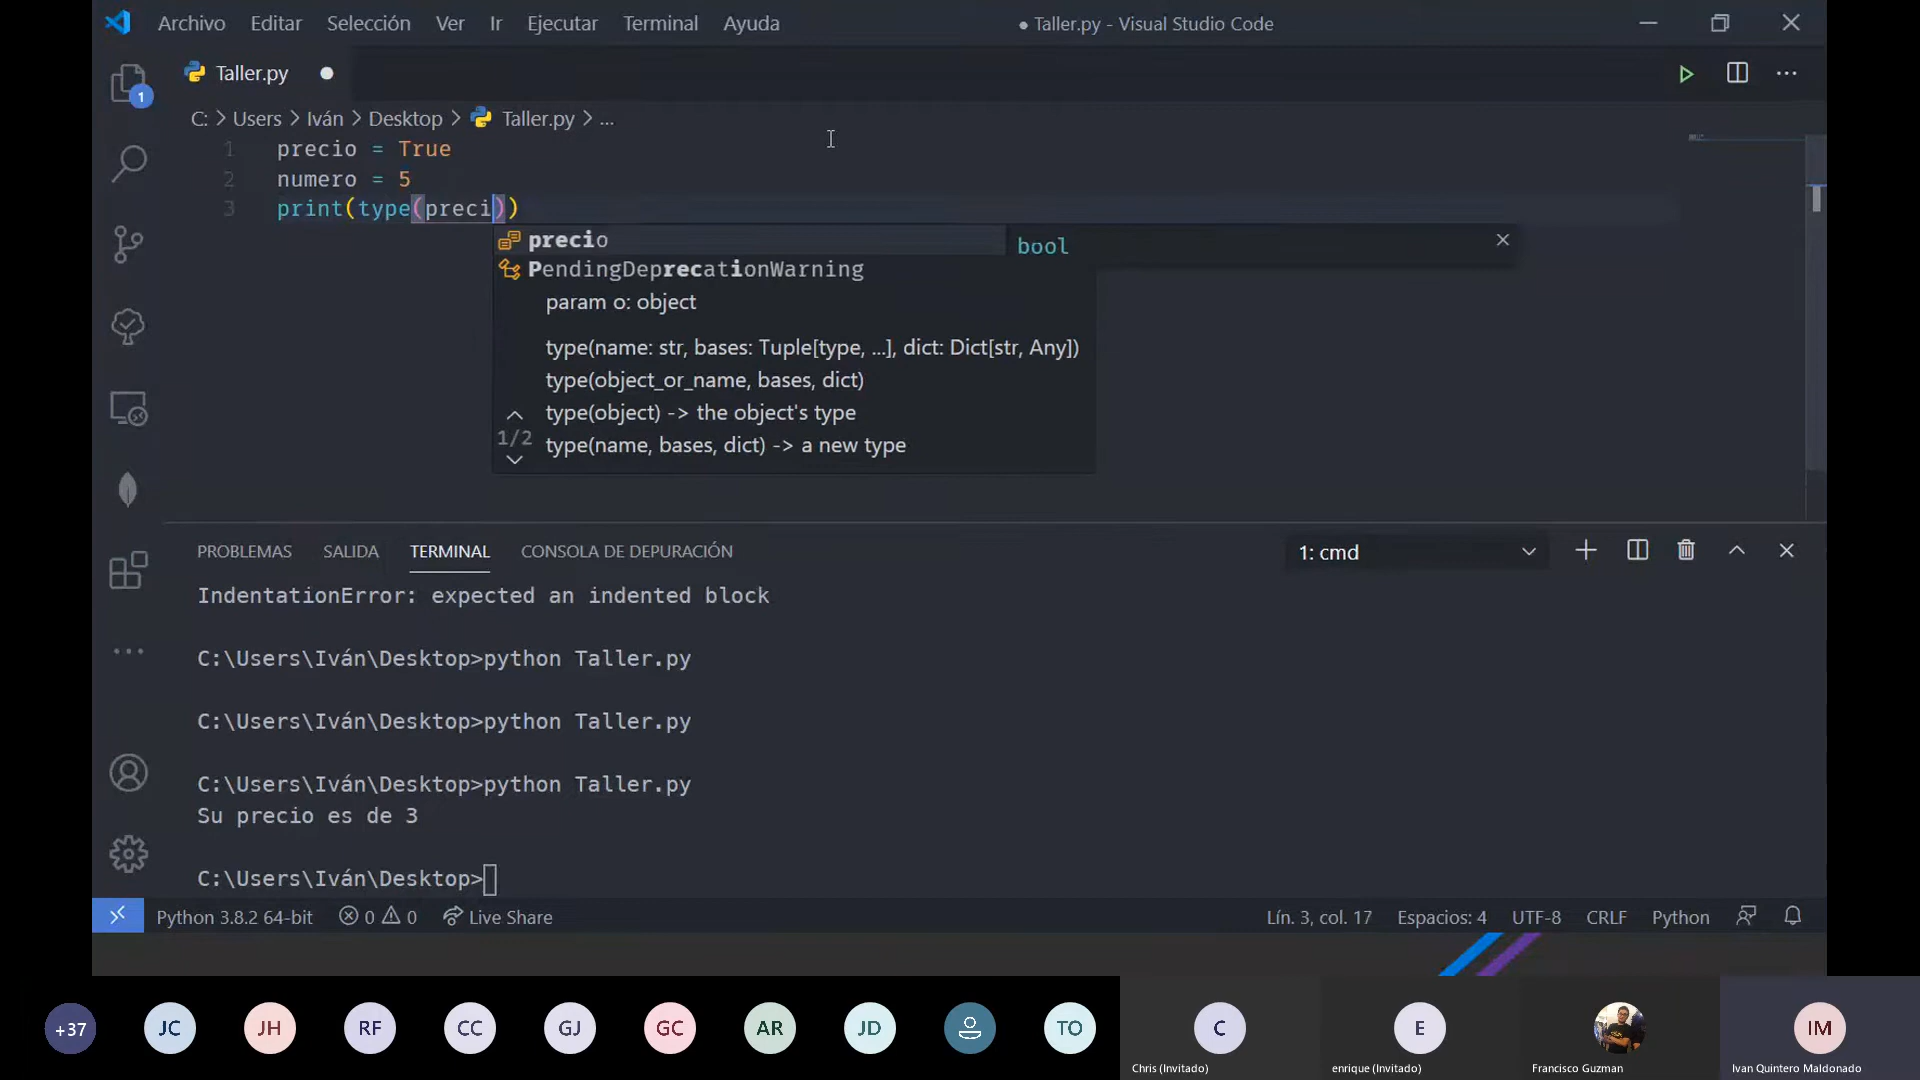 Archivo Editar Selección Ver Ir Ejecutar Terminal Ayuda ● Taller.py - Visual Studio Code
Taller.py
1
C: > Users > Iván > Desktop > Taller.py > ...
1 precio = True
2 numero = 5
3 print(type(preci))
precio bool
PendingDeprecationWarning
param o: object
type(name: str, bases: Tuple[type, ...], dict: Dict[str, Any])
type(object_or_name, bases, dict)
type(object) -> the object's type
1/2
type(name, bases, dict) -> a new type
PROBLEMAS SALIDA TERMINAL CONSOLA DE DEPURACIÓN 1: cmd
IndentationError: expected an indented block
C:\Users\Iván\Desktop>python Taller.py
C:\Users\Iván\Desktop>python Taller.py
C:\Users\Iván\Desktop>python Taller.py
Su precio es de 3
C:\Users\Iván\Desktop>
Python 3.8.2 64-bit 0 0 Live Share Lín. 3, col. 17 Espacios: 4 UTF-8 CRLF Python
+37 JC JH RF CC GJ GC AR JD TO C E IM
Chris (Invitado) enrique (Invitado) Francisco Guzman Ivan Quintero Maldonado